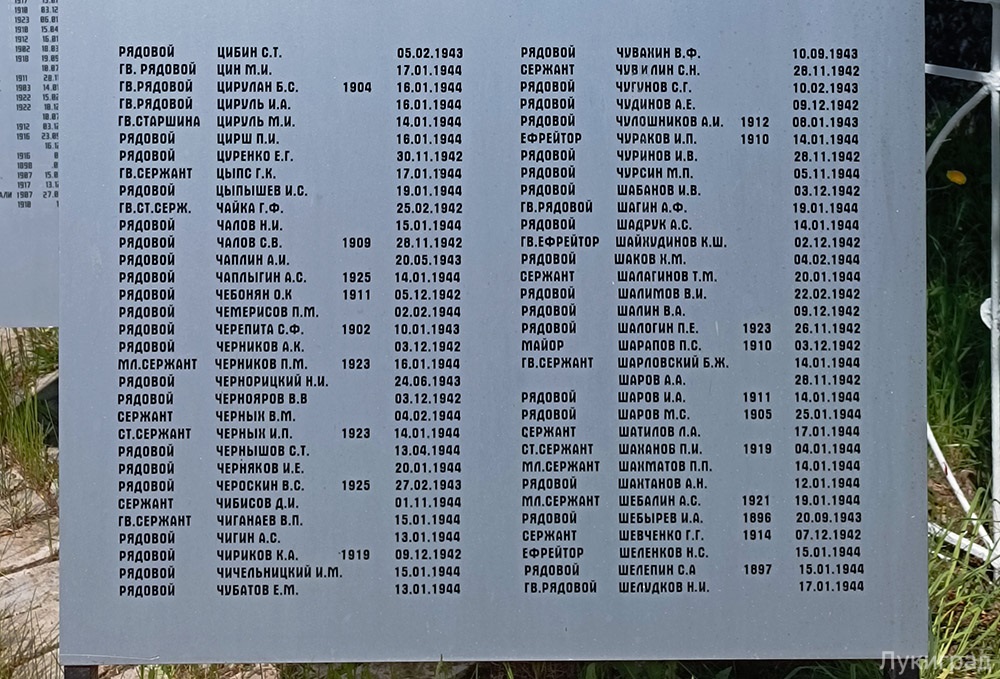 РЯДОВОЙ ЦИБИН С.Т. 05.02.1943
ГВ. РЯДОВОЙ ЦИН М.И. 17.01.1944
ГВ.РЯДОВОЙ ЦИРУЛАН Б.С. 1904 16.01.1944
ГВ.РЯДОВОЙ ЦИРУЛЬ И.А. 16.01.1944
ГВ.СТАРШИНА ЦИРУЛЬ М.И. 14.01.1944
РЯДОВОЙ ЦИРШ П.И. 16.01.1944
РЯДОВОЙ ЦУРЕНКО Е.Г. 30.11.1942
ГВ.СЕРЖАНТ ЦЫПС Г.К. 17.01.1944
РЯДОВОЙ ЦЫПЫШЕВ И.С. 19.01.1944
ГВ.СТ.СЕРЖ. ЧАЙКА Г.Ф. 25.02.1942
РЯДОВОЙ ЧАЛОВ Н.И. 15.01.1944
РЯДОВОЙ ЧАЛОВ С.В. 1909 28.11.1942
РЯДОВОЙ ЧАПЛИН А.И. 20.05.1943
РЯДОВОЙ ЧАПЛЫГИН А.С. 1925 14.01.1944
РЯДОВОЙ ЧЕБОНЯН О.К 1911 05.12.1942
РЯДОВОЙ ЧЕМЕРИСОВ П.М. 02.02.1944
РЯДОВОЙ ЧЕРЕПИТА С.Ф. 1902 10.01.1943
РЯДОВОЙ ЧЕРНИКОВ А.К. 03.12.1942
МЛ.СЕРЖАНТ ЧЕРНИКОВ П.М. 1923 16.01.1944
РЯДОВОЙ ЧЕРНОРИЦКИЙ Н.И. 24.06.1943
РЯДОВОЙ ЧЕРНОЯРОВ В.В 03.12.1942
СЕРЖАНТ ЧЕРНЫХ В.М. 04.02.1944
СТ.СЕРЖАНТ ЧЕРНЫХ И.П. 1923 14.01.1944
РЯДОВОЙ ЧЕРНЫШОВ С.Т. 13.04.1944
РЯДОВОЙ ЧЕРНЯКОВ И.Е. 20.01.1944
РЯДОВОЙ ЧЕРОСКИН В.С. 1925 27.02.1943
СЕРЖАНТ ЧИБИСОВ Д.И. 01.11.1944
ГВ.СЕРЖАНТ ЧИГАНАЕВ В.П. 15.01.1944
РЯДОВОЙ ЧИГИН А.С. 13.01.1944
РЯДОВОЙ ЧИРИКОВ К.А. 1919 09.12.1942
РЯДОВОЙ ЧИЧЕЛЬНИЦКИЙ И.М. 15.01.1944
РЯДОВОЙ ЧУБАТОВ Е.М. 13.01.1944
РЯДОВОЙ ЧУВАКИН В.Ф. 10.09.1943
СЕРЖАНТ ЧУВИЛИН С.Н. 28.11.1942
РЯДОВОЙ ЧУГУНОВ С.Г. 10.02.1943
РЯДОВОЙ ЧУДИНОВ А.Е. 09.12.1942
РЯДОВОЙ ЧУЛОШНИКОВ А.И. 1912 08.01.1943
ЕФРЕЙТОР ЧУРАКОВ И.П. 1910 14.01.1944
РЯДОВОЙ ЧУРИНОВ И.В. 28.11.1942
РЯДОВОЙ ЧУРСИН М.П. 05.11.1944
РЯДОВОЙ ШАБАНОВ И.В. 03.12.1942
ГВ.РЯДОВОЙ ШАГИН А.Ф. 19.01.1944
РЯДОВОЙ ШАДРУК А.С. 14.01.1944
ГВ.ЕФРЕЙТОР ШАЙХУДИНОВ К.Ш. 02.12.1942
РЯДОВОЙ ШАКОВ Н.М. 04.02.1944
СЕРЖАНТ ШАЛАГИНОВ Т.М. 20.01.1944
РЯДОВОЙ ШАЛИМОВ В.И. 22.02.1942
РЯДОВОЙ ШАЛИН В.А. 09.12.1942
РЯДОВОЙ ШАЛОГИН П.Е. 1923 26.11.1942
МАЙОР ШАРАПОВ П.С. 1910 03.12.1942
ГВ.СЕРЖАНТ ШАРЛОВСКИЙ Б.Ж. 14.01.1944
ШАРОВ А.А. 28.11.1942
РЯДОВОЙ ШАРОВ И.А. 1911 14.01.1944
РЯДОВОЙ ШАРОВ М.С. 1905 25.01.1944
СЕРЖАНТ ШАТИЛОВ Л.А. 17.01.1944
СТ.СЕРЖАНТ ШАХАНОВ П.И. 1919 04.01.1944
МЛ.СЕРЖАНТ ШАХМАТОВ П.П. 14.01.1944
РЯДОВОЙ ШАХТАНОВ А.Н. 12.01.1944
МЛ.СЕРЖАНТ ШЕБАЛИН А.С. 1921 19.01.1944
РЯДОВОЙ ШЕБЫРЕВ И.А. 1896 20.09.1943
СЕРЖАНТ ШЕВЧЕНКО Г.Г. 1914 07.12.1942
ЕФРЕЙТОР ШЕЛЕНКОВ Н.С. 15.01.1944
РЯДОВОЙ ШЕЛЕПИН С.А 1897 15.01.1944
ГВ.РЯДОВОЙ ШЕЛУДКОВ Н.И. 17.01.1944
Лукиград